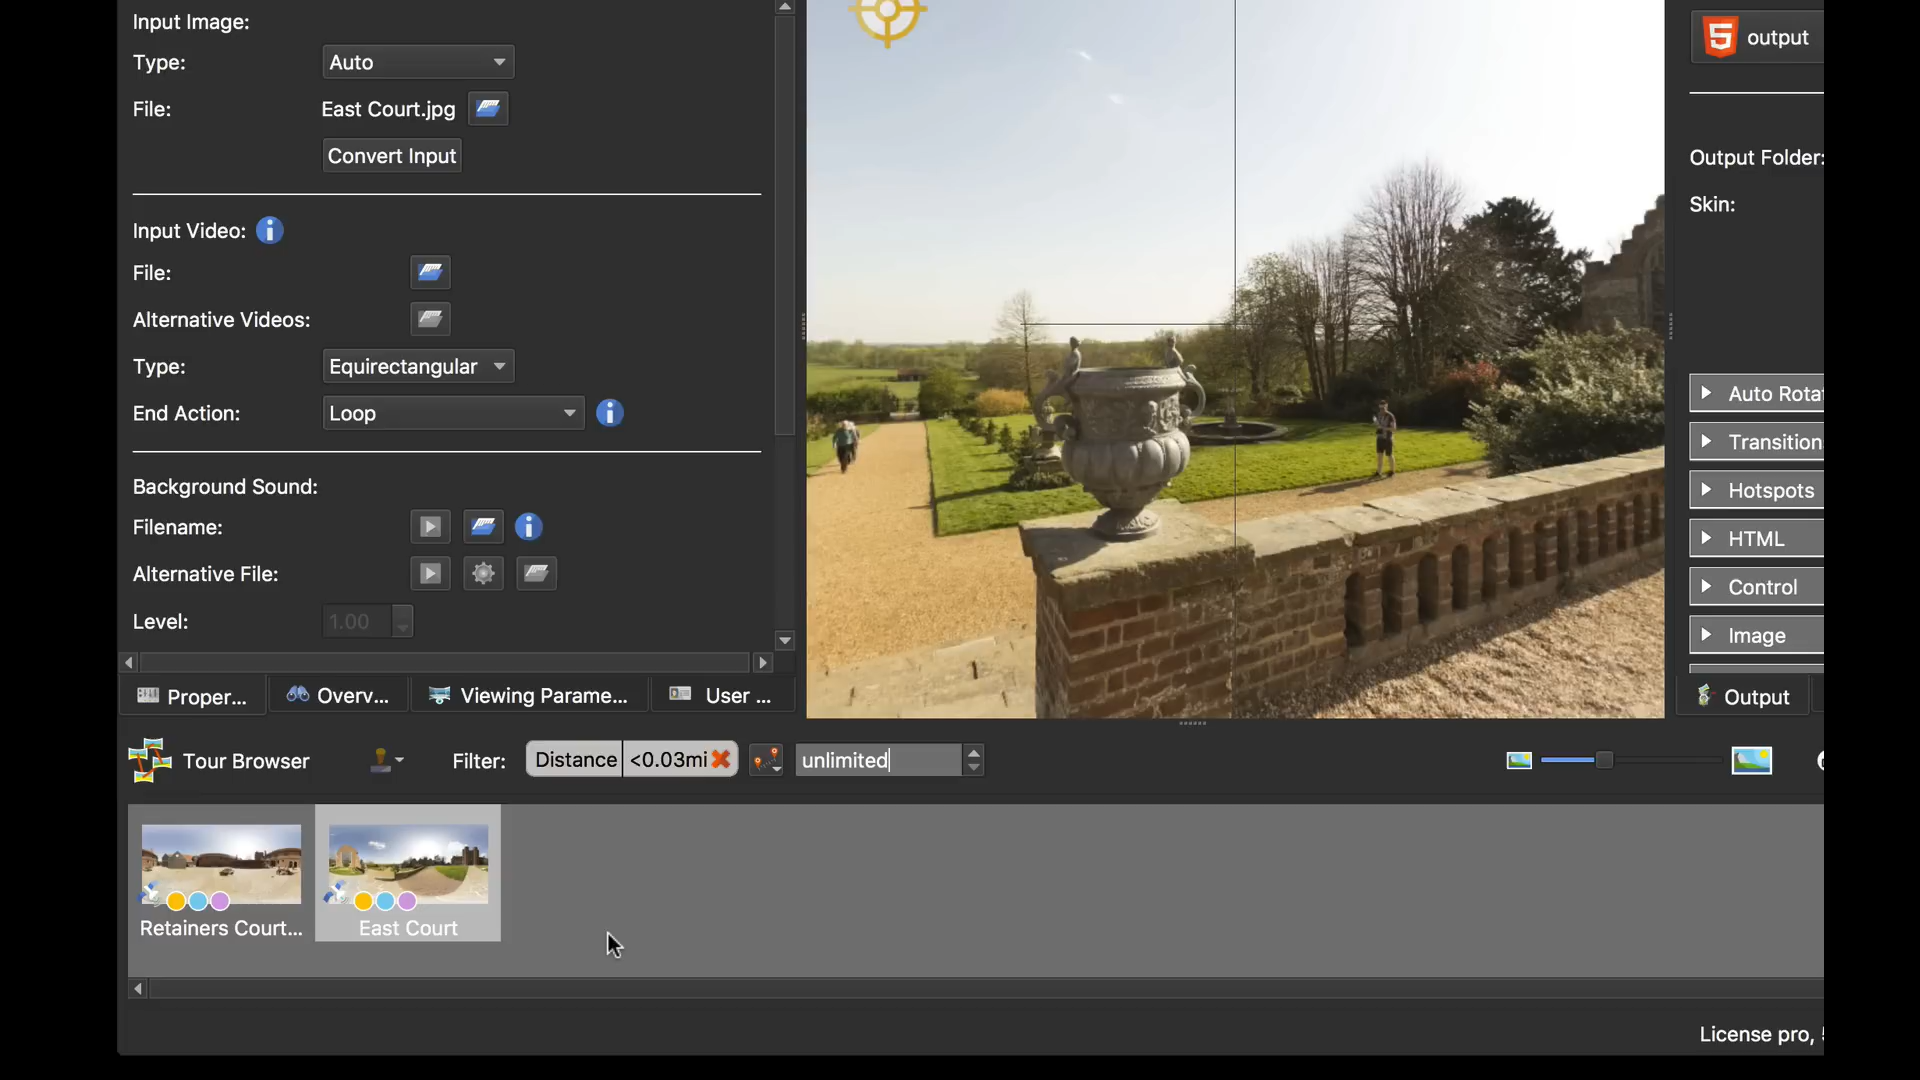 Input Image:
Type: Auto
File: East Court.jpg
Convert Input
Input Video:
File:
Alternative Videos:
Type: Equirectangular
End Action: Loop
Background Sound:
Filename:
Alternative File:
Level: 1.00
Proper... Overv... Viewing Parame... User ...
output
Output Folder:
Skin:
Auto Rota
Transition
Hotspots
HTML
Control
Image
Output
Tour Browser Filter: Distance <0.03mi unlimited
Retainers Court... East Court
License pro,